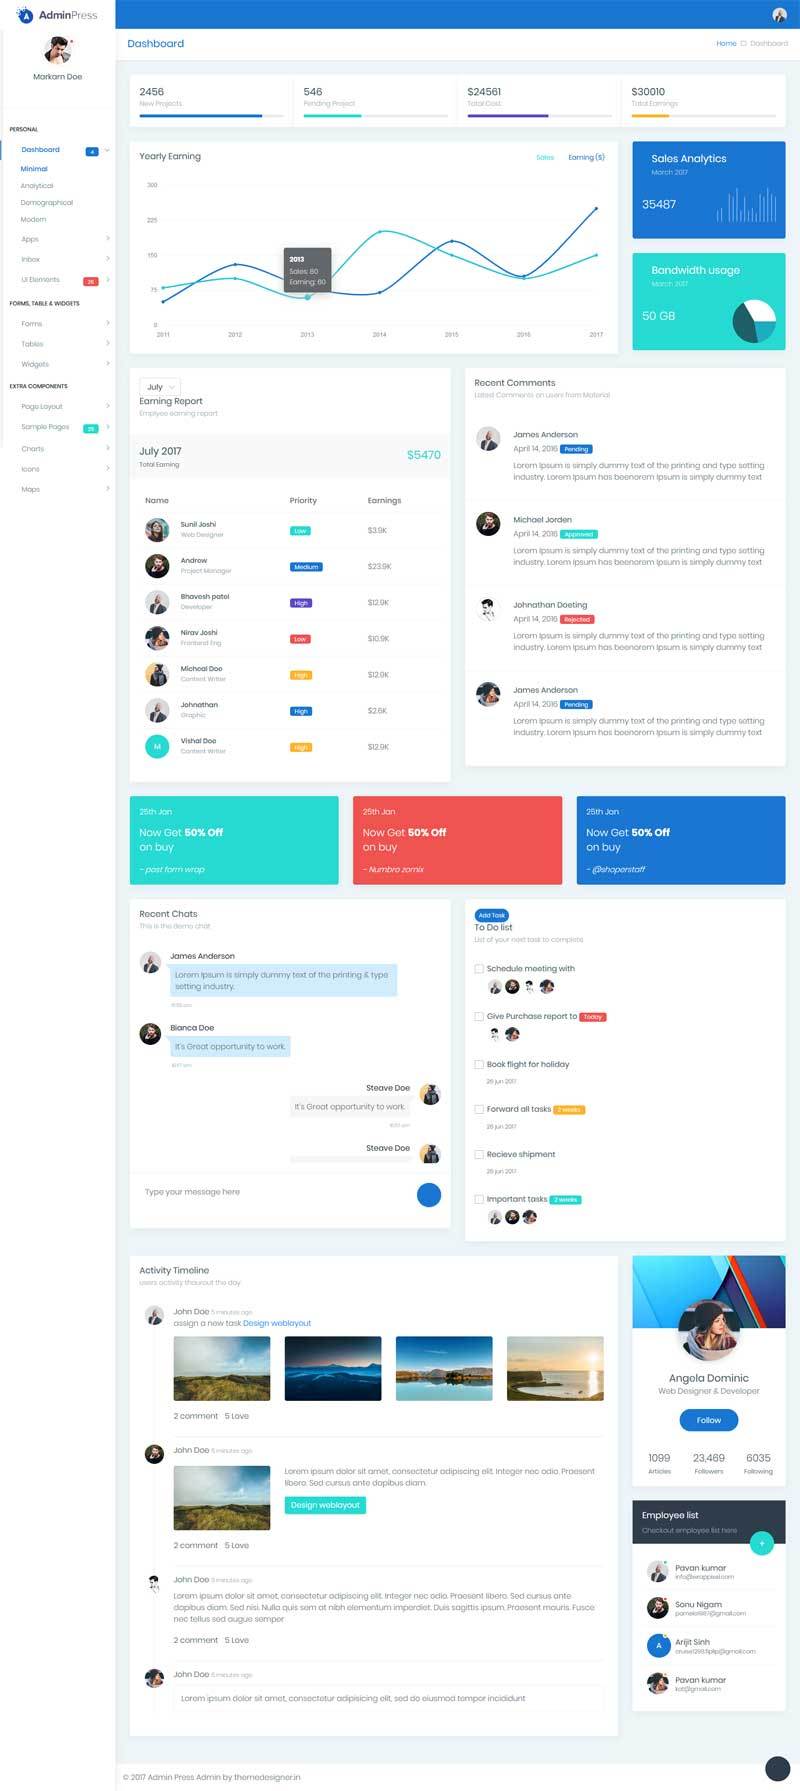 AdminPress
Markarn Doe
PERSONAL
Dashboard 4
Minimal
Analytical
Demographical
Modern
Apps
Inbox
UI Elements 26
FORMS, TABLE & WIDGETS
Forms
Tables
Widgets
EXTRA COMPONENTS
Page Layout
Sample Pages 25
Charts
Icons
Maps
Dashboard
Home Dashboard
2456
New Projects
546
Pending Project
$24561
Total Cost
$30010
Total Earnings
Yearly Earning
Sales Earning ($)
300
225
150
75
0
2013
Sales: 80
Earning: 60
2011 2012 2013 2014 2015 2016 2017
Sales Analytics
March 2017
35487
Bandwidth usage
March 2017
50 GB
July
Earning Report
Emplyee earning report
July 2017
Total Earning
$5470
Name Priority Earnings
Sunil Joshi
Web Designer
Low $3.9K
Andrew
Project Manager
Medium $23.9K
Bhavesh patel
Developer
High $12.9K
Nirav Joshi
Frontend Eng
Low $10.9K
Micheal Doe
Content Writer
High $12.9K
Johnathan
Graphic
High $2.6K
M
Vishal Doe
Content Writer
High $12.9K
Recent Comments
Latest Comments on users from Material
James Anderson
April 14, 2016 Pending
Lorem Ipsum is simply dummy text of the printing and type setting
industry. Lorem Ipsum has beenorem Ipsum is simply dummy text
Michael Jorden
April 14, 2016 Approved
Lorem Ipsum is simply dummy text of the printing and type setting
industry. Lorem Ipsum has beenorem Ipsum is simply dummy text
Johnathan Doeting
April 14, 2016 Rejected
Lorem Ipsum is simply dummy text of the printing and type setting
industry. Lorem Ipsum has beenorem Ipsum is simply dummy text
James Anderson
April 14, 2016 Pending
Lorem Ipsum is simply dummy text of the printing and type setting
industry. Lorem Ipsum has beenorem Ipsum is simply dummy text
25th Jan
Now Get 50% Off
on buy
- post form wrap
25th Jan
Now Get 50% Off
on buy
- Numbro zomix
25th Jan
Now Get 50% Off
on buy
- @shoperstaff
Recent Chats
This is the demo chat
James Anderson
Lorem Ipsum is simply dummy text of the printing & type
setting industry.
Bianca Doe
It's Great opportunity to work.
Steave Doe
It's Great opportunity to work.
Steave Doe
Type your message here
Add Task
To Do list
List of your next task to complete
Schedule meeting with
Give Purchase report to Today
Book flight for holiday
26 jun 2017
Forward all tasks 2 weeks
26 jun 2017
Recieve shipment
26 jun 2017
Important tasks 2 weeks
Activity Timeline
users activity thourout the day
John Doe 5 minutes ago
assign a new task Design weblayout
2 comment 5 Love
John Doe 5 minutes ago
Lorem ipsum dolor sit amet, consectetur adipiscing elit. Integer nec odio. Praesent
libero. Sed cursus ante dapibus diam.
Design weblayout
2 comment 5 Love
John Doe 5 minutes ago
Lorem ipsum dolor sit amet, consectetur adipiscing elit. Integer nec odio. Praesent libero. Sed cursus ante
dapibus diam. Sed nisi. Nulla quis sem at nibh elementum imperdiet. Duis sagittis ipsum. Praesent mauris. Fusce
nec tellus sed augue semper
2 comment 5 Love
John Doe 5 minutes ago
Lorem ipsum dolor sit amet, consectetur adipiscing elit, sed do eiusmod tempor incididunt
Angela Dominic
Web Designer & Developer
Follow
1099
Articles
23,469
Followers
6035
Following
Employee list
Checkout employee list here
+
Pavan kumar
info@wrappixel.com
Sonu Nigam
pamela1987@gmail.com
A
Arijit Sinh
Pavan kumar
kat@gmail.com
© 2017 Admin Press Admin by themedesigner.in